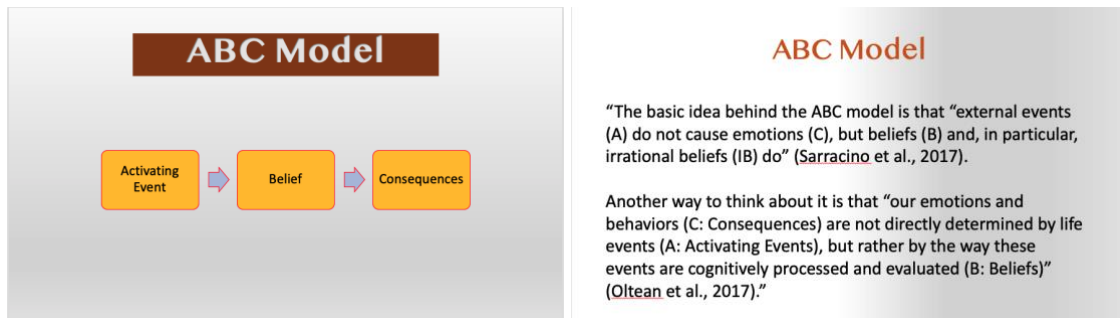 ABC Model
Activating
Event
Belief
Consequences
ABC Model
“The basic idea behind the ABC model is that “external events
(A) do not cause emotions (C), but beliefs (B) and, in particular,
irrational beliefs (IB) do” (Sarracino et al., 2017).
Another way to think about it is that “our emotions and
behaviors (C: Consequences) are not directly determined by life
events (A: Activating Events), but rather by the way these
events are cognitively processed and evaluated (B: Beliefs)”
(Oltean et al., 2017).”